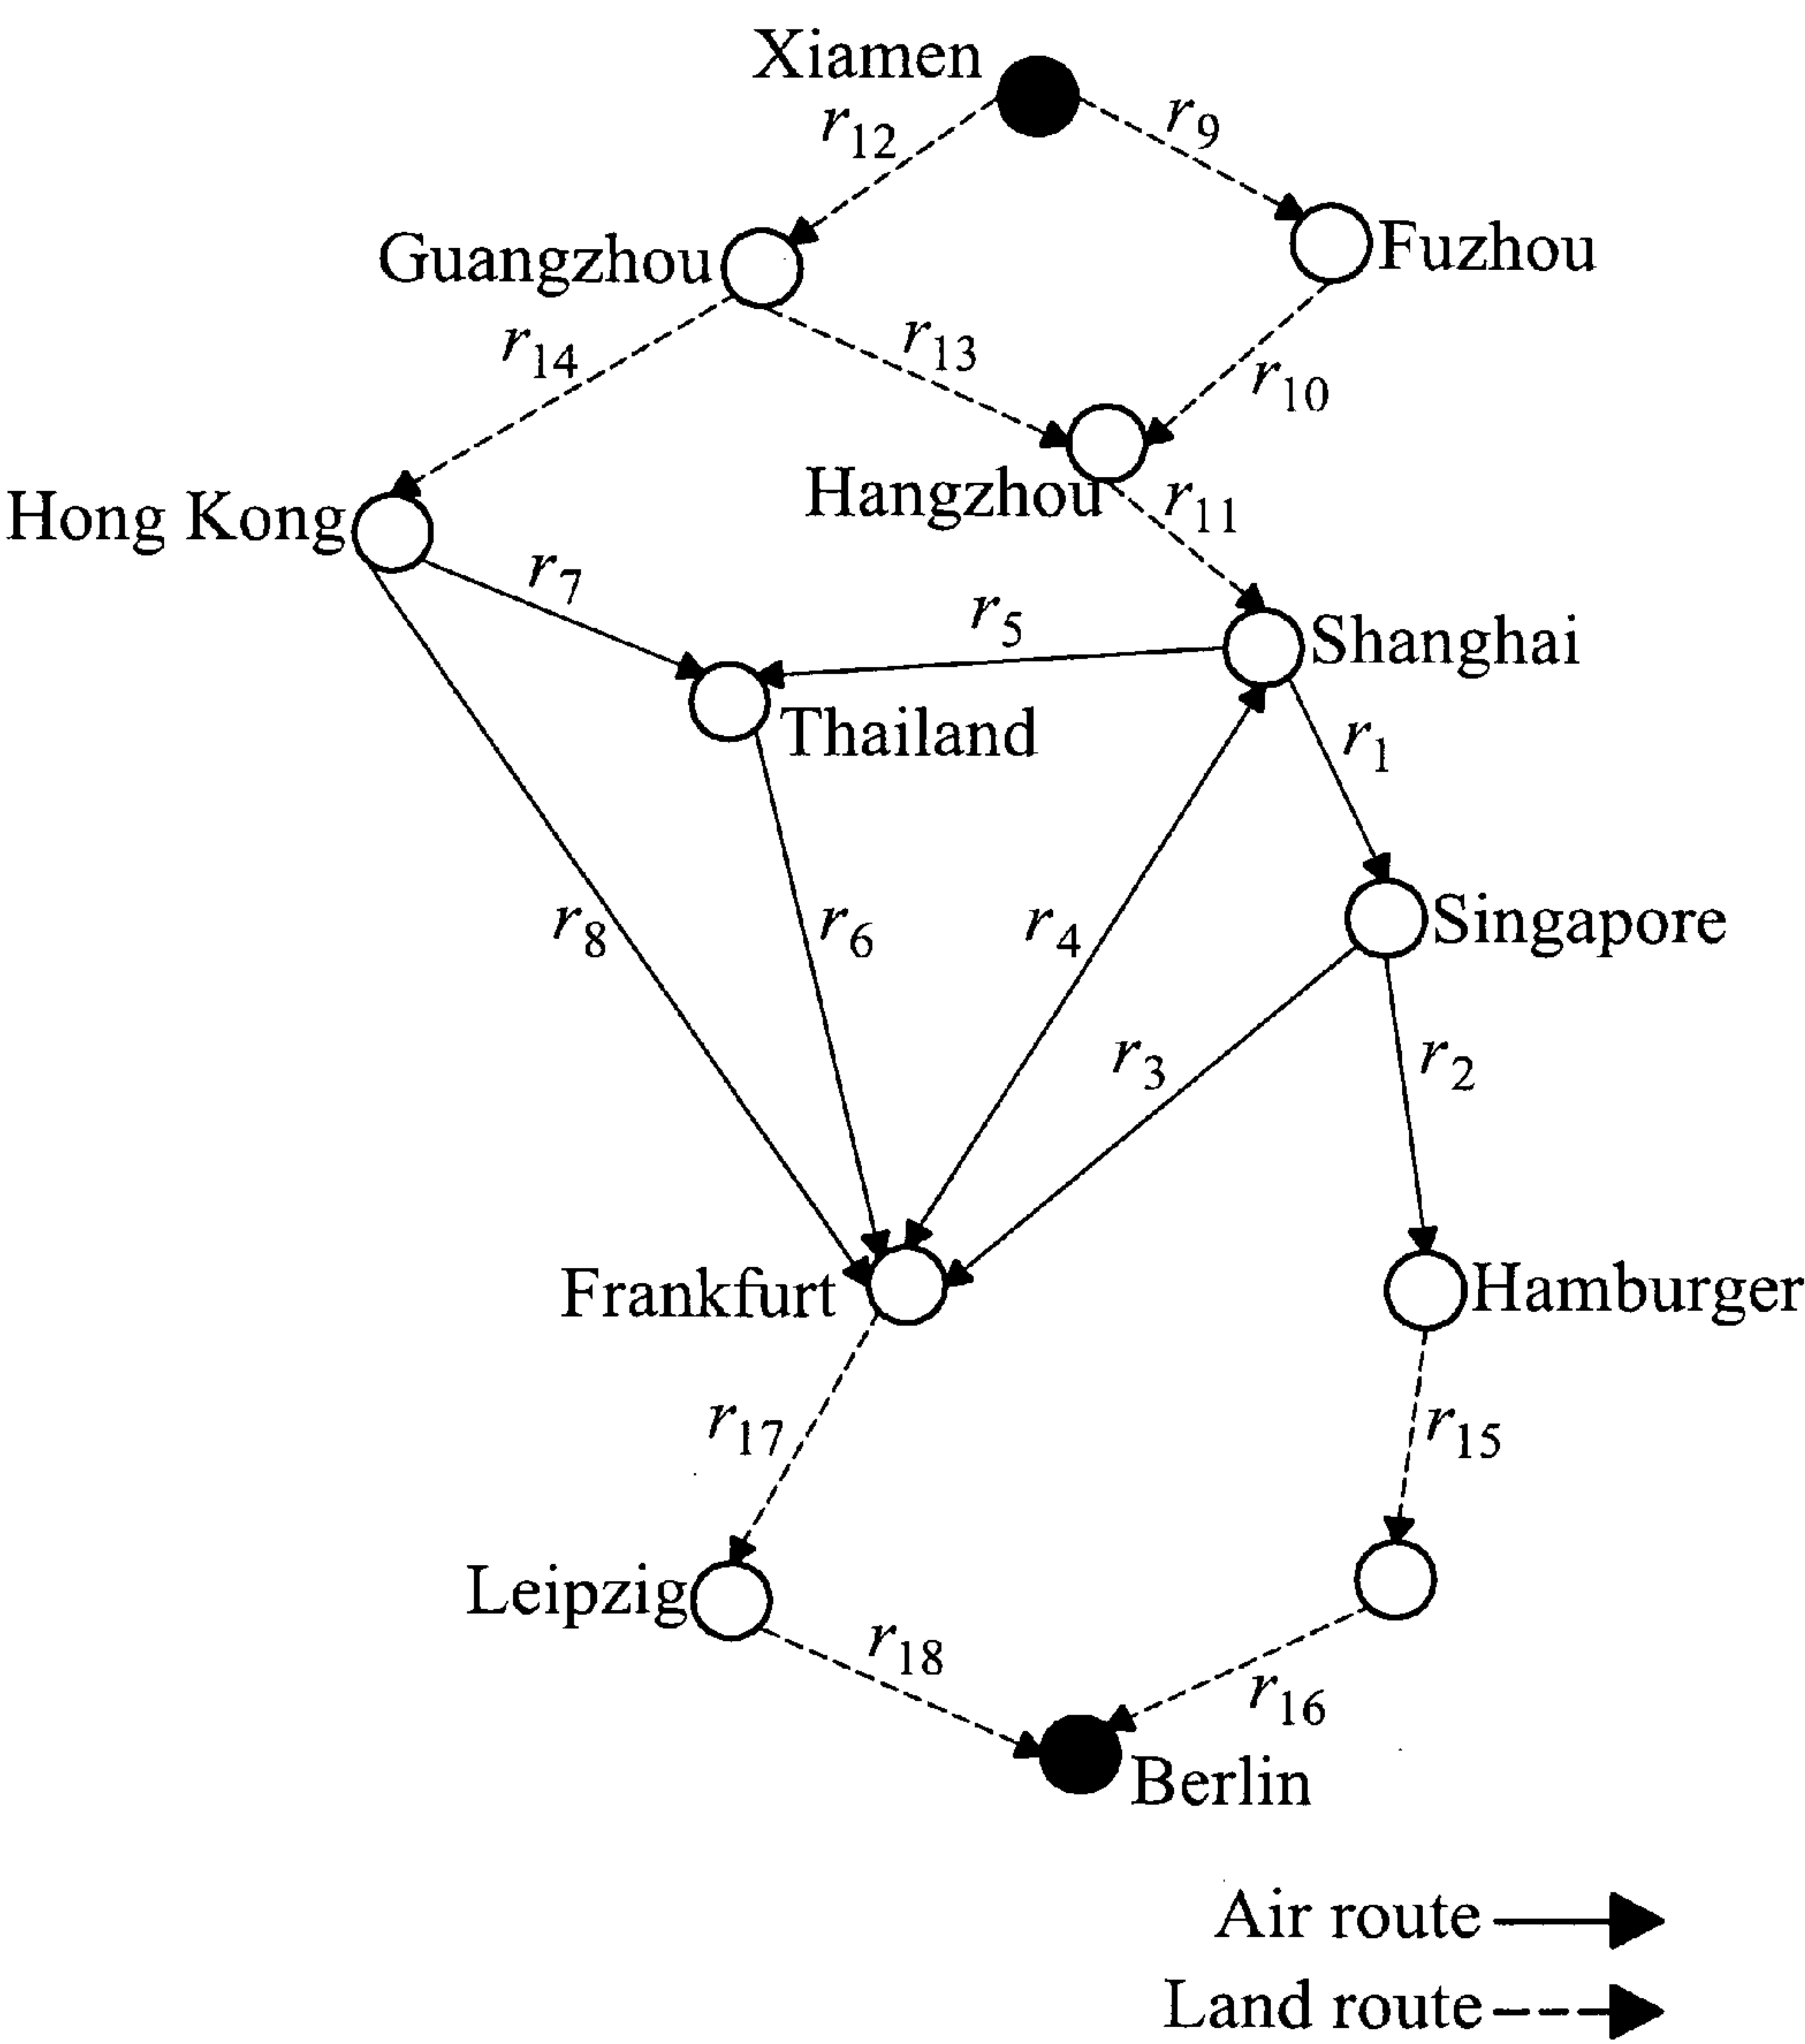 Xiamen
r12
r9
Guangzhou
Fuzhou
r14
r13
r10
Hangzhou
r11
Hong Kong
r7
r5
Shanghai
Thailand
r1
r8
r6
r4
Singapore
r3
r2
Frankfurt
Hamburger
r17
r15
Leipzig
r18
r16
Berlin
Air route
Land route